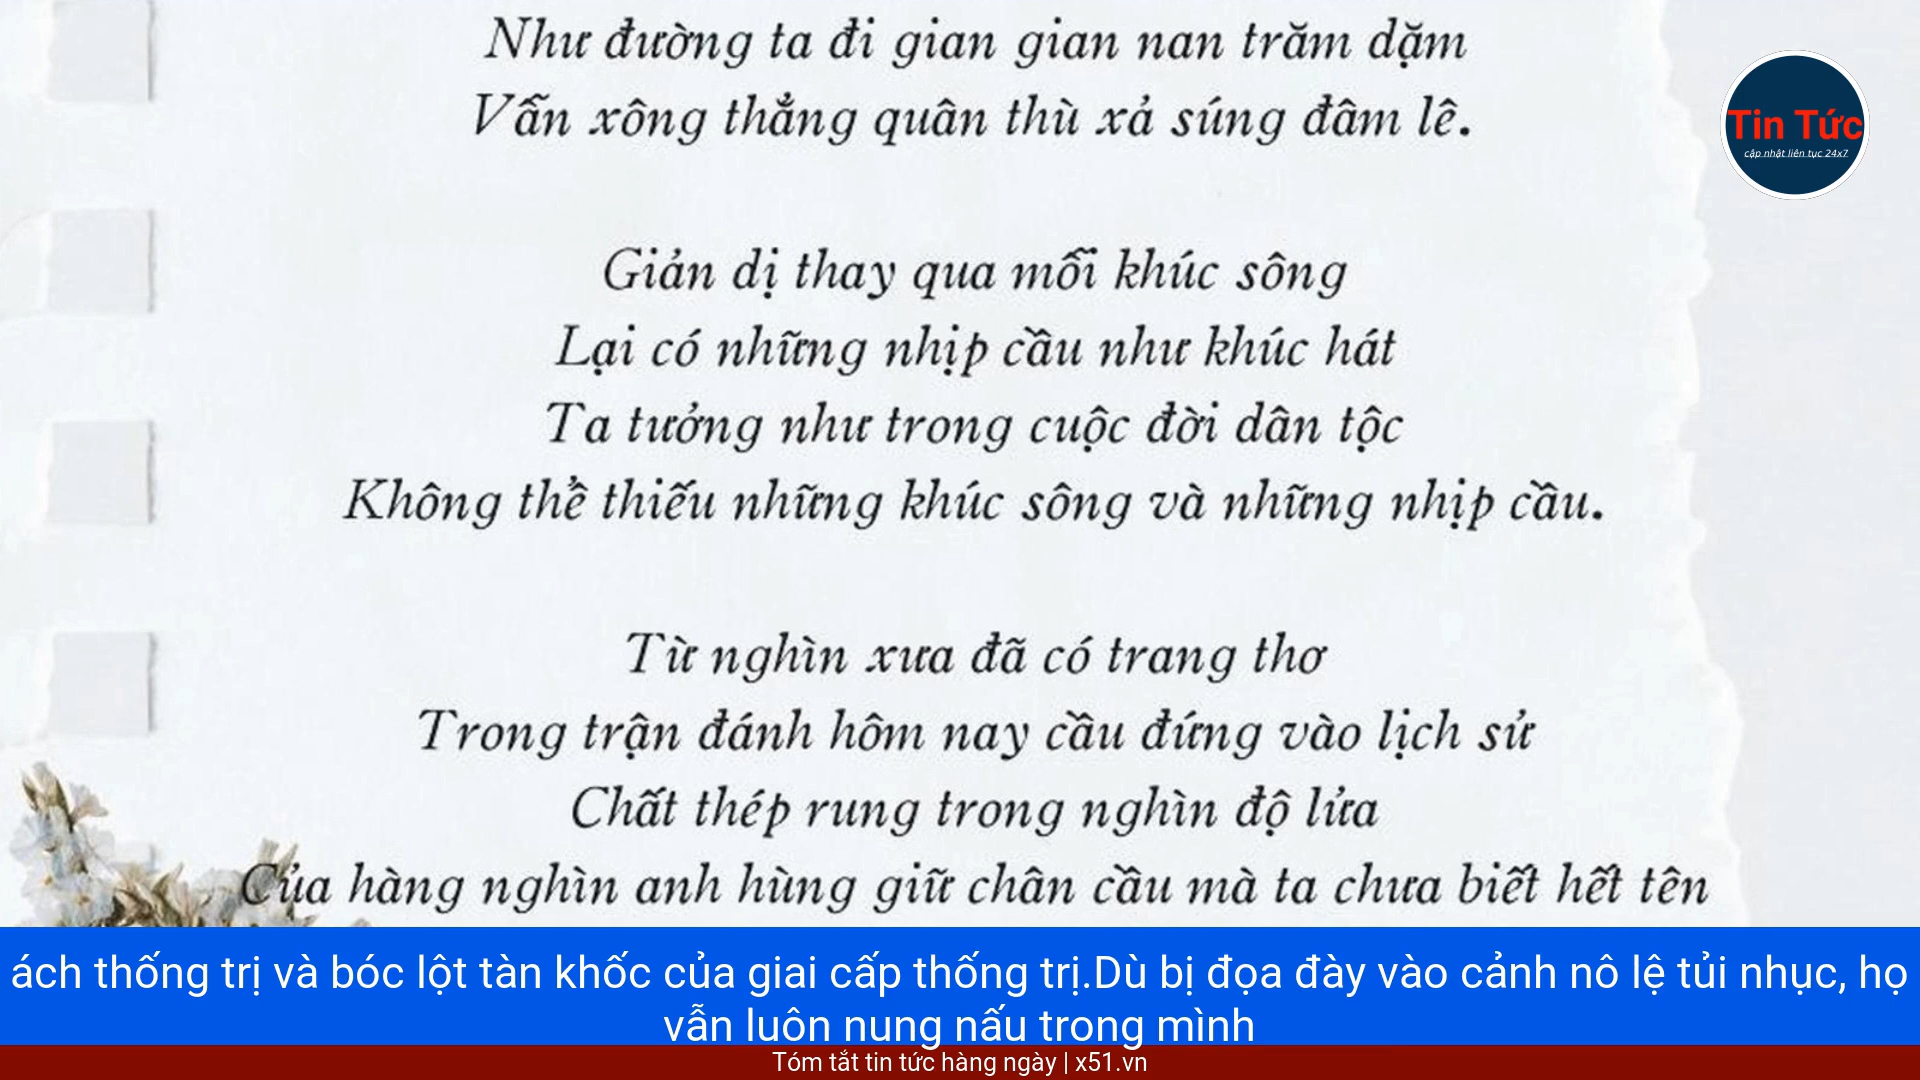 Như đường ta đi gian gian nan trăm dặm
Vẫn xông thẳng quân thù xả súng đâm lê.
Tin Tức
cập nhật liên tục 24x7
Giản dị thay qua mỗi khúc sông
Lại có những nhịp cầu như khúc hát
Ta tưởng như trong cuộc đời dân tộc
Không thể thiếu những khúc sông và những nhịp cầu.
Từ nghìn xưa đã có trang thơ
Trong trận đánh hôm nay cầu đứng vào lịch sử
Chất thép rung trong nghìn độ lửa
Của hàng nghìn anh hùng giữ chân cầu mà ta chưa biết hết tên
ách thống trị và bóc lột tàn khốc của giai cấp thống trị.Dù bị đọa đày vào cảnh nô lệ tủi nhục, họ
vẫn luôn nung nấu trong mình
Tóm tắt tin tức hàng ngày | x51.vn